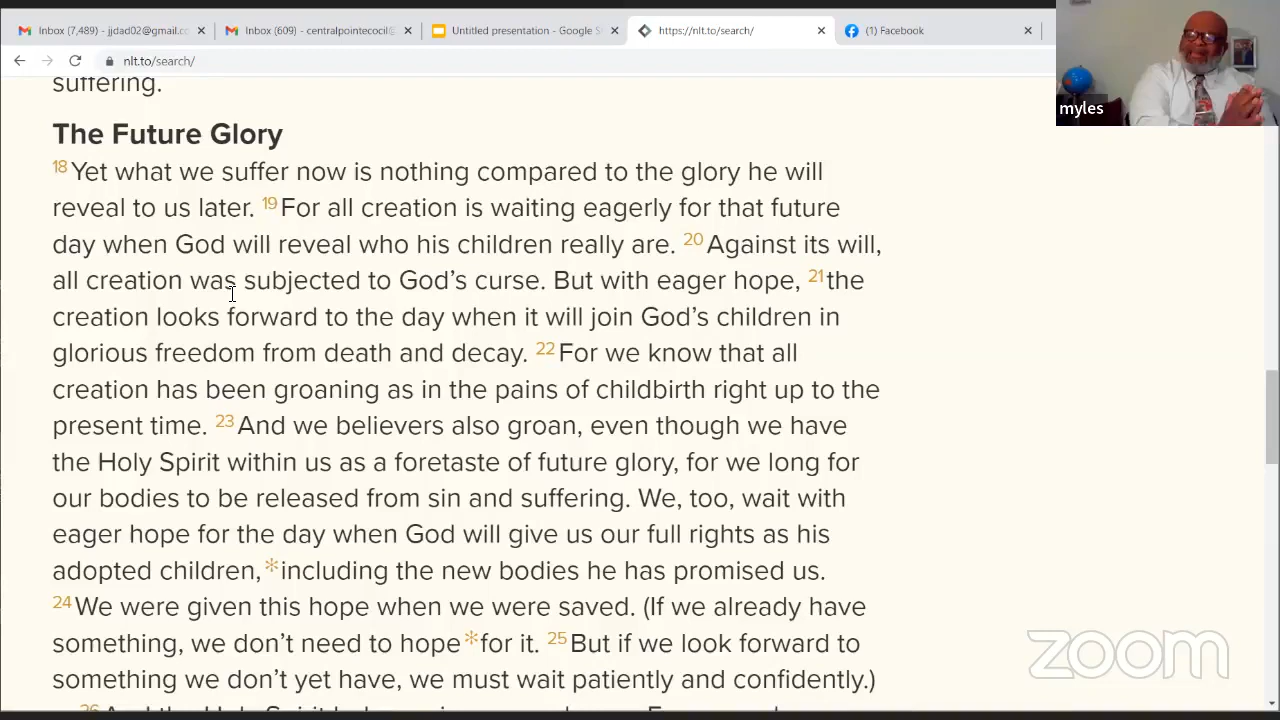 Inbox (7,489) - jjdad02@gmail.co
Inbox (609) - centralpointecocil@
Untitled presentation - Google S
https://nlt.to/search/
(1) Facebook
nlt.to/search/
myles
suffering.
The Future Glory
18 Yet what we suffer now is nothing compared to the glory he will
reveal to us later. 19 For all creation is waiting eagerly for that future
day when God will reveal who his children really are. 20 Against its will,
all creation was subjected to God’s curse. But with eager hope, 21 the
creation looks forward to the day when it will join God’s children in
glorious freedom from death and decay. 22 For we know that all
creation has been groaning as in the pains of childbirth right up to the
present time. 23 And we believers also groan, even though we have
the Holy Spirit within us as a foretaste of future glory, for we long for
our bodies to be released from sin and suffering. We, too, wait with
eager hope for the day when God will give us our full rights as his
adopted children,* including the new bodies he has promised us.
24 We were given this hope when we were saved. (If we already have
something, we don’t need to hope* for it. 25 But if we look forward to
something we don’t yet have, we must wait patiently and confidently.)
zoom